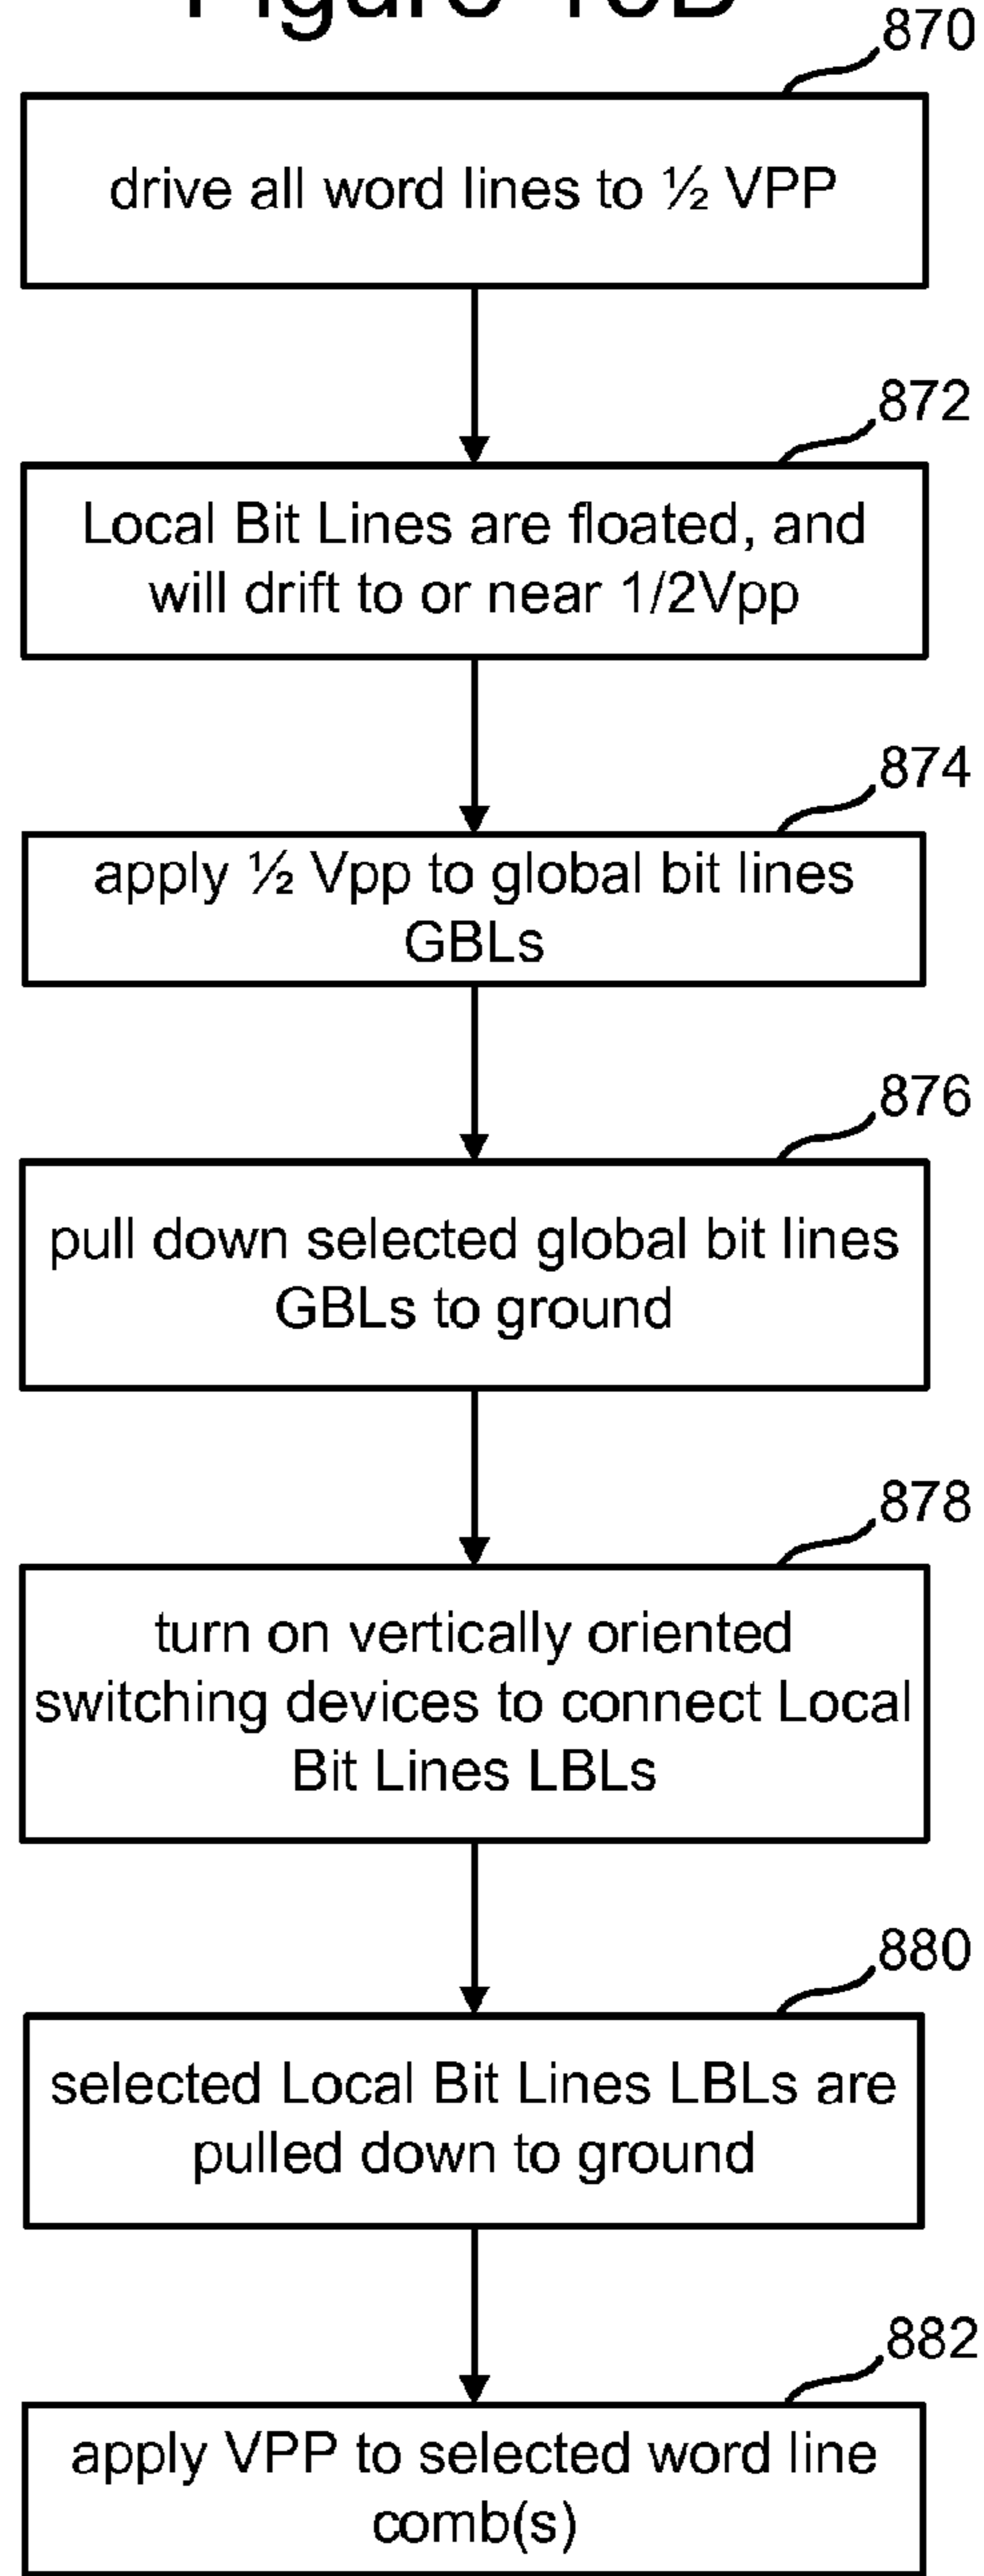 870
drive all word lines to ½ VPP
872
Local Bit Lines are floated, and
will drift to or near 1/2Vpp
874
apply ½ Vpp to global bit lines
GBLs
876
pull down selected global bit lines
GBLs to ground
878
turn on vertically oriented
switching devices to connect Local
Bit Lines LBLs
880
selected Local Bit Lines LBLs are
pulled down to ground
882
apply VPP to selected word line
comb(s)